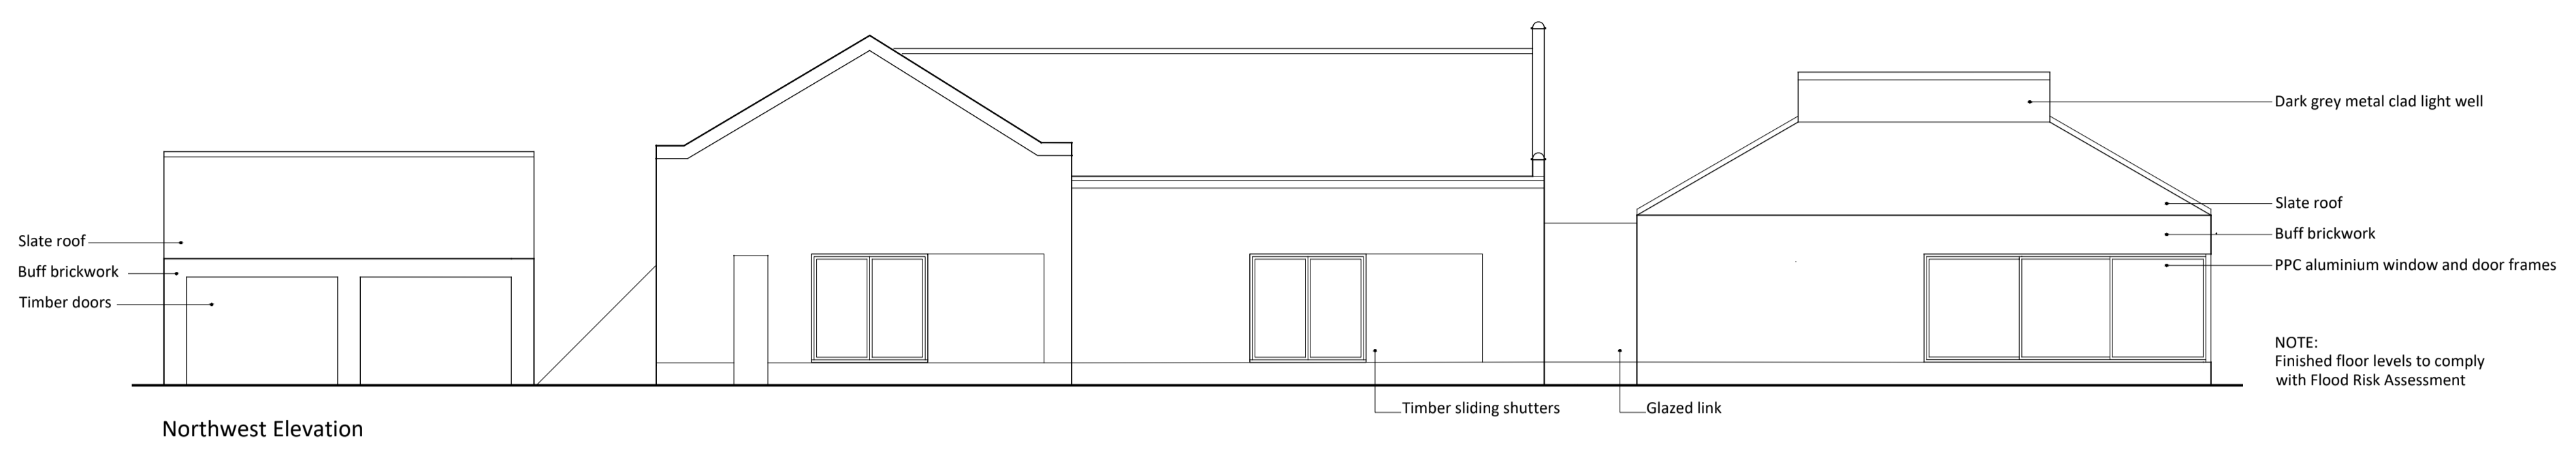 Dark grey metal clad light well
Slate roof
Slate roof
Buff brickwork
Buff brickwork
PPC aluminium window and door frames
Timber doors
NOTE:
Finished floor levels to comply
with Flood Risk Assessment
Timber sliding shutters
Glazed link
Northwest Elevation